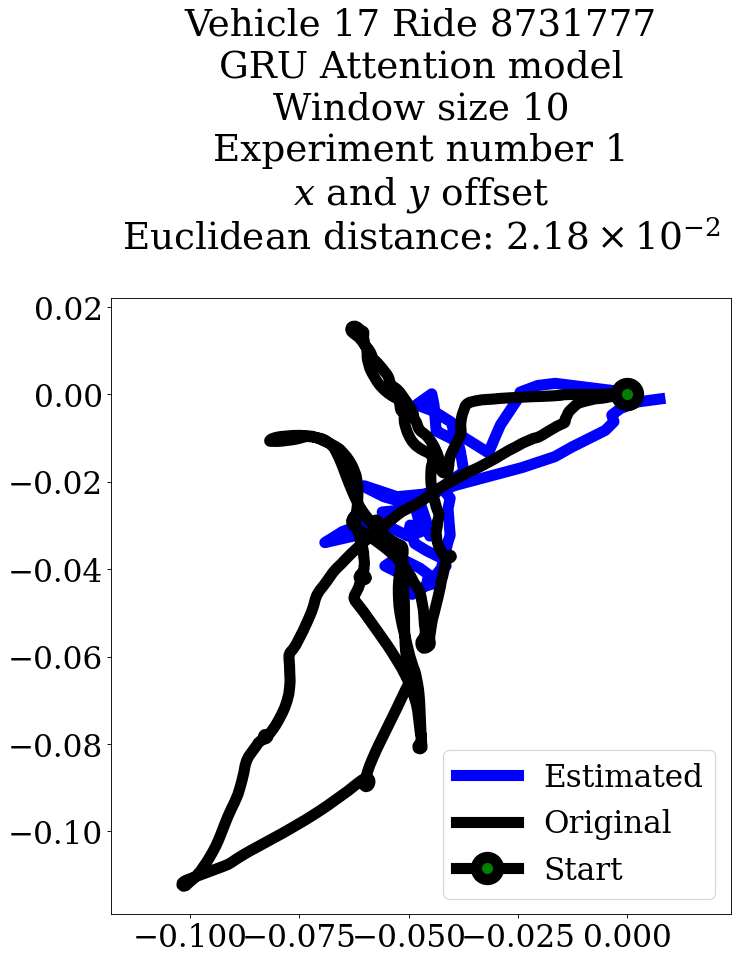 Vehicle 17 Ride 8731777
GRU Attention model
Window size 10
Experiment number 1
x and y offset
Euclidean distance: 2.18 × 10⁻²
0.02
0.00
−0.02
−0.04
−0.06
−0.08
−0.10
Estimated
Original
Start
−0.100 −0.075 −0.050 −0.025 0.000